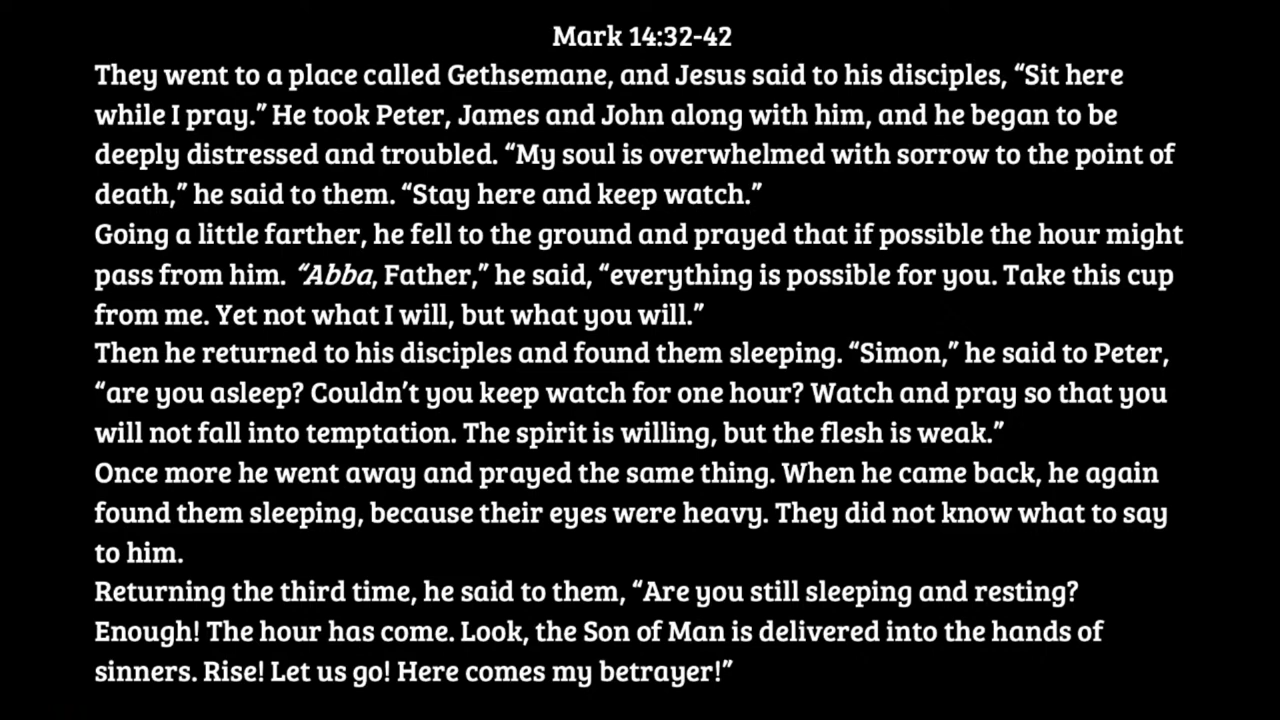 Mark 14:32-42
They went to a place called Gethsemane, and Jesus said to his disciples, “Sit here
while I pray.” He took Peter, James and John along with him, and he began to be
deeply distressed and troubled. “My soul is overwhelmed with sorrow to the point of
death,” he said to them. “Stay here and keep watch.”
Going a little farther, he fell to the ground and prayed that if possible the hour might
pass from him. “Abba, Father,” he said, “everything is possible for you. Take this cup
from me. Yet not what I will, but what you will.”
Then he returned to his disciples and found them sleeping. “Simon,” he said to Peter,
“are you asleep? Couldn’t you keep watch for one hour? Watch and pray so that you
will not fall into temptation. The spirit is willing, but the flesh is weak.”
Once more he went away and prayed the same thing. When he came back, he again
found them sleeping, because their eyes were heavy. They did not know what to say
to him.
Returning the third time, he said to them, “Are you still sleeping and resting?
Enough! The hour has come. Look, the Son of Man is delivered into the hands of
sinners. Rise! Let us go! Here comes my betrayer!”